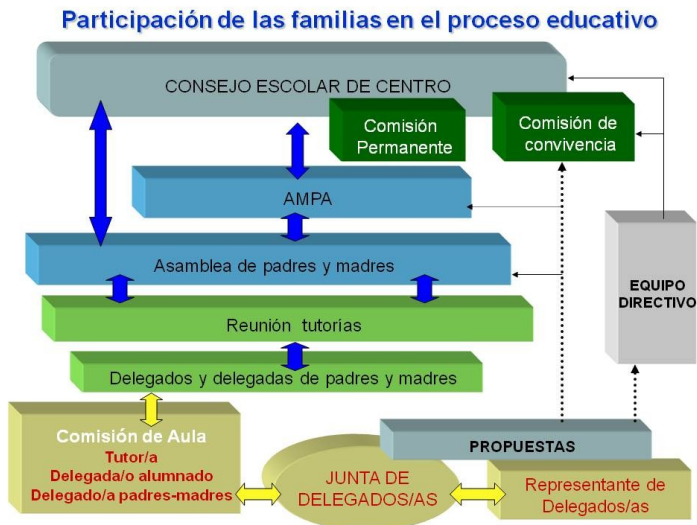 Participación de las familias en el proceso educativo
CONSEJO ESCOLAR DE CENTRO
Comisión
Permanente
Comisión de
convivencia
AMPA
Asamblea de padres y madres
EQUIPO
DIRECTIVO
Reunión tutorías
Delegados y delegadas de padres y madres
Comisión de Aula
Tutor/a
Delegada/o alumnado
Delegado/a padres-madres
PROPUESTAS
JUNTA DE
DELEGADOS/AS
Representante de
Delegados/as